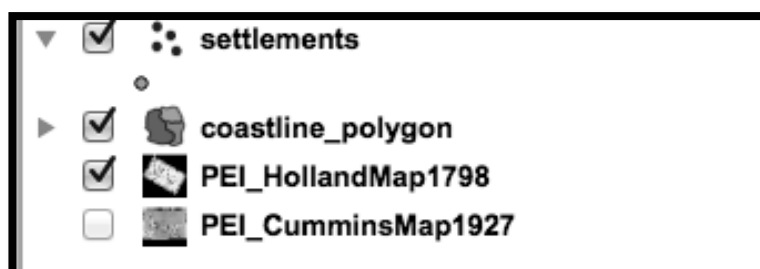 settlements
coastline_polygon
PEI_HollandMap1798
PEI_CumminsMap1927